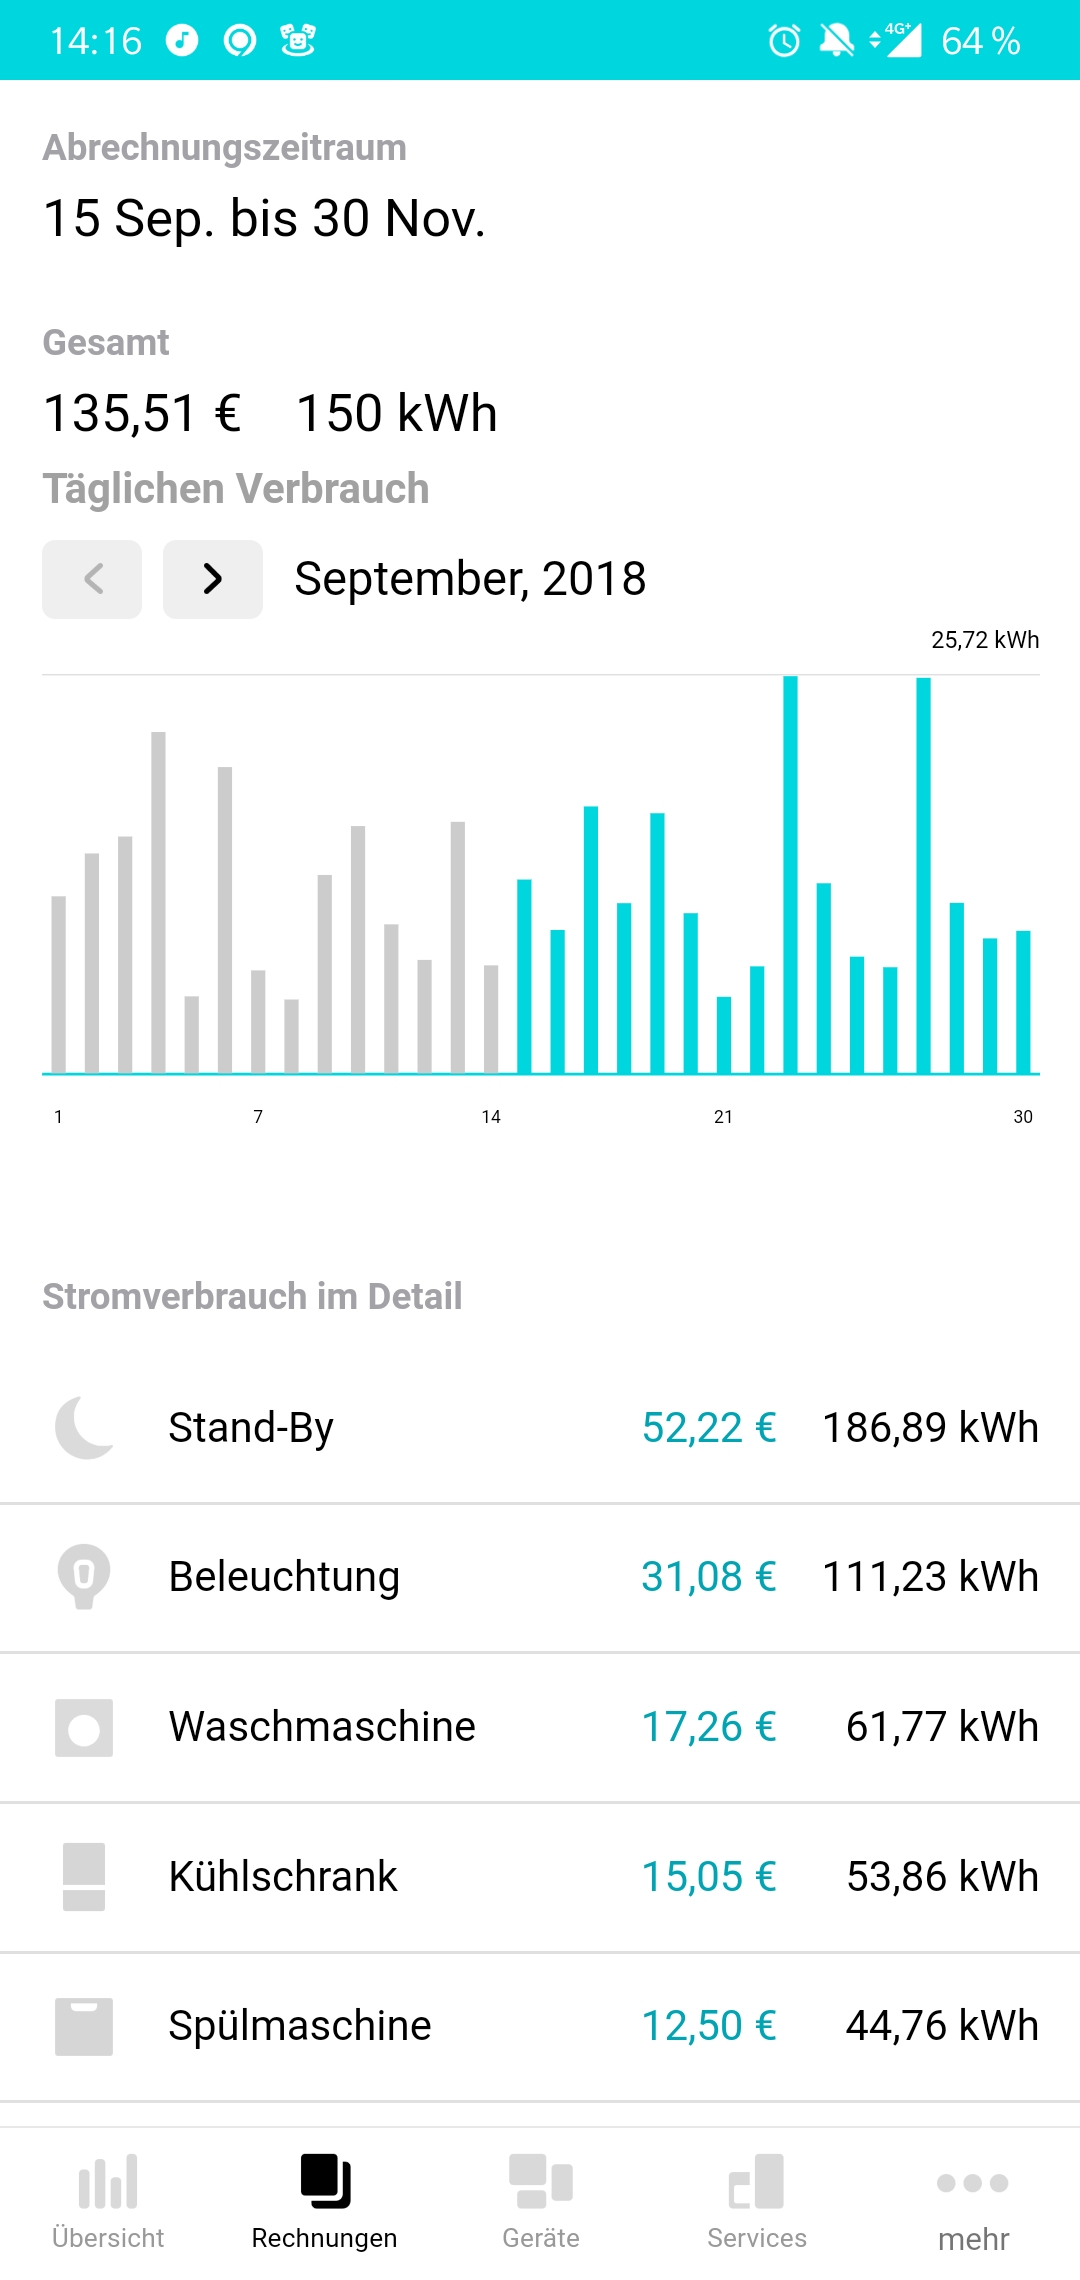 14:16 4G+ 64 %
Abrechnungszeitraum
15 Sep. bis 30 Nov.
Gesamt
135,51 € 150 kWh
Täglichen Verbrauch
September, 2018
25,72 kWh
1 7 14 21 30
Stromverbrauch im Detail
Stand-By 52,22 € 186,89 kWh
Beleuchtung 31,08 € 111,23 kWh
Waschmaschine 17,26 € 61,77 kWh
Kühlschrank 15,05 € 53,86 kWh
Spülmaschine 12,50 € 44,76 kWh
Übersicht Rechnungen Geräte Services mehr